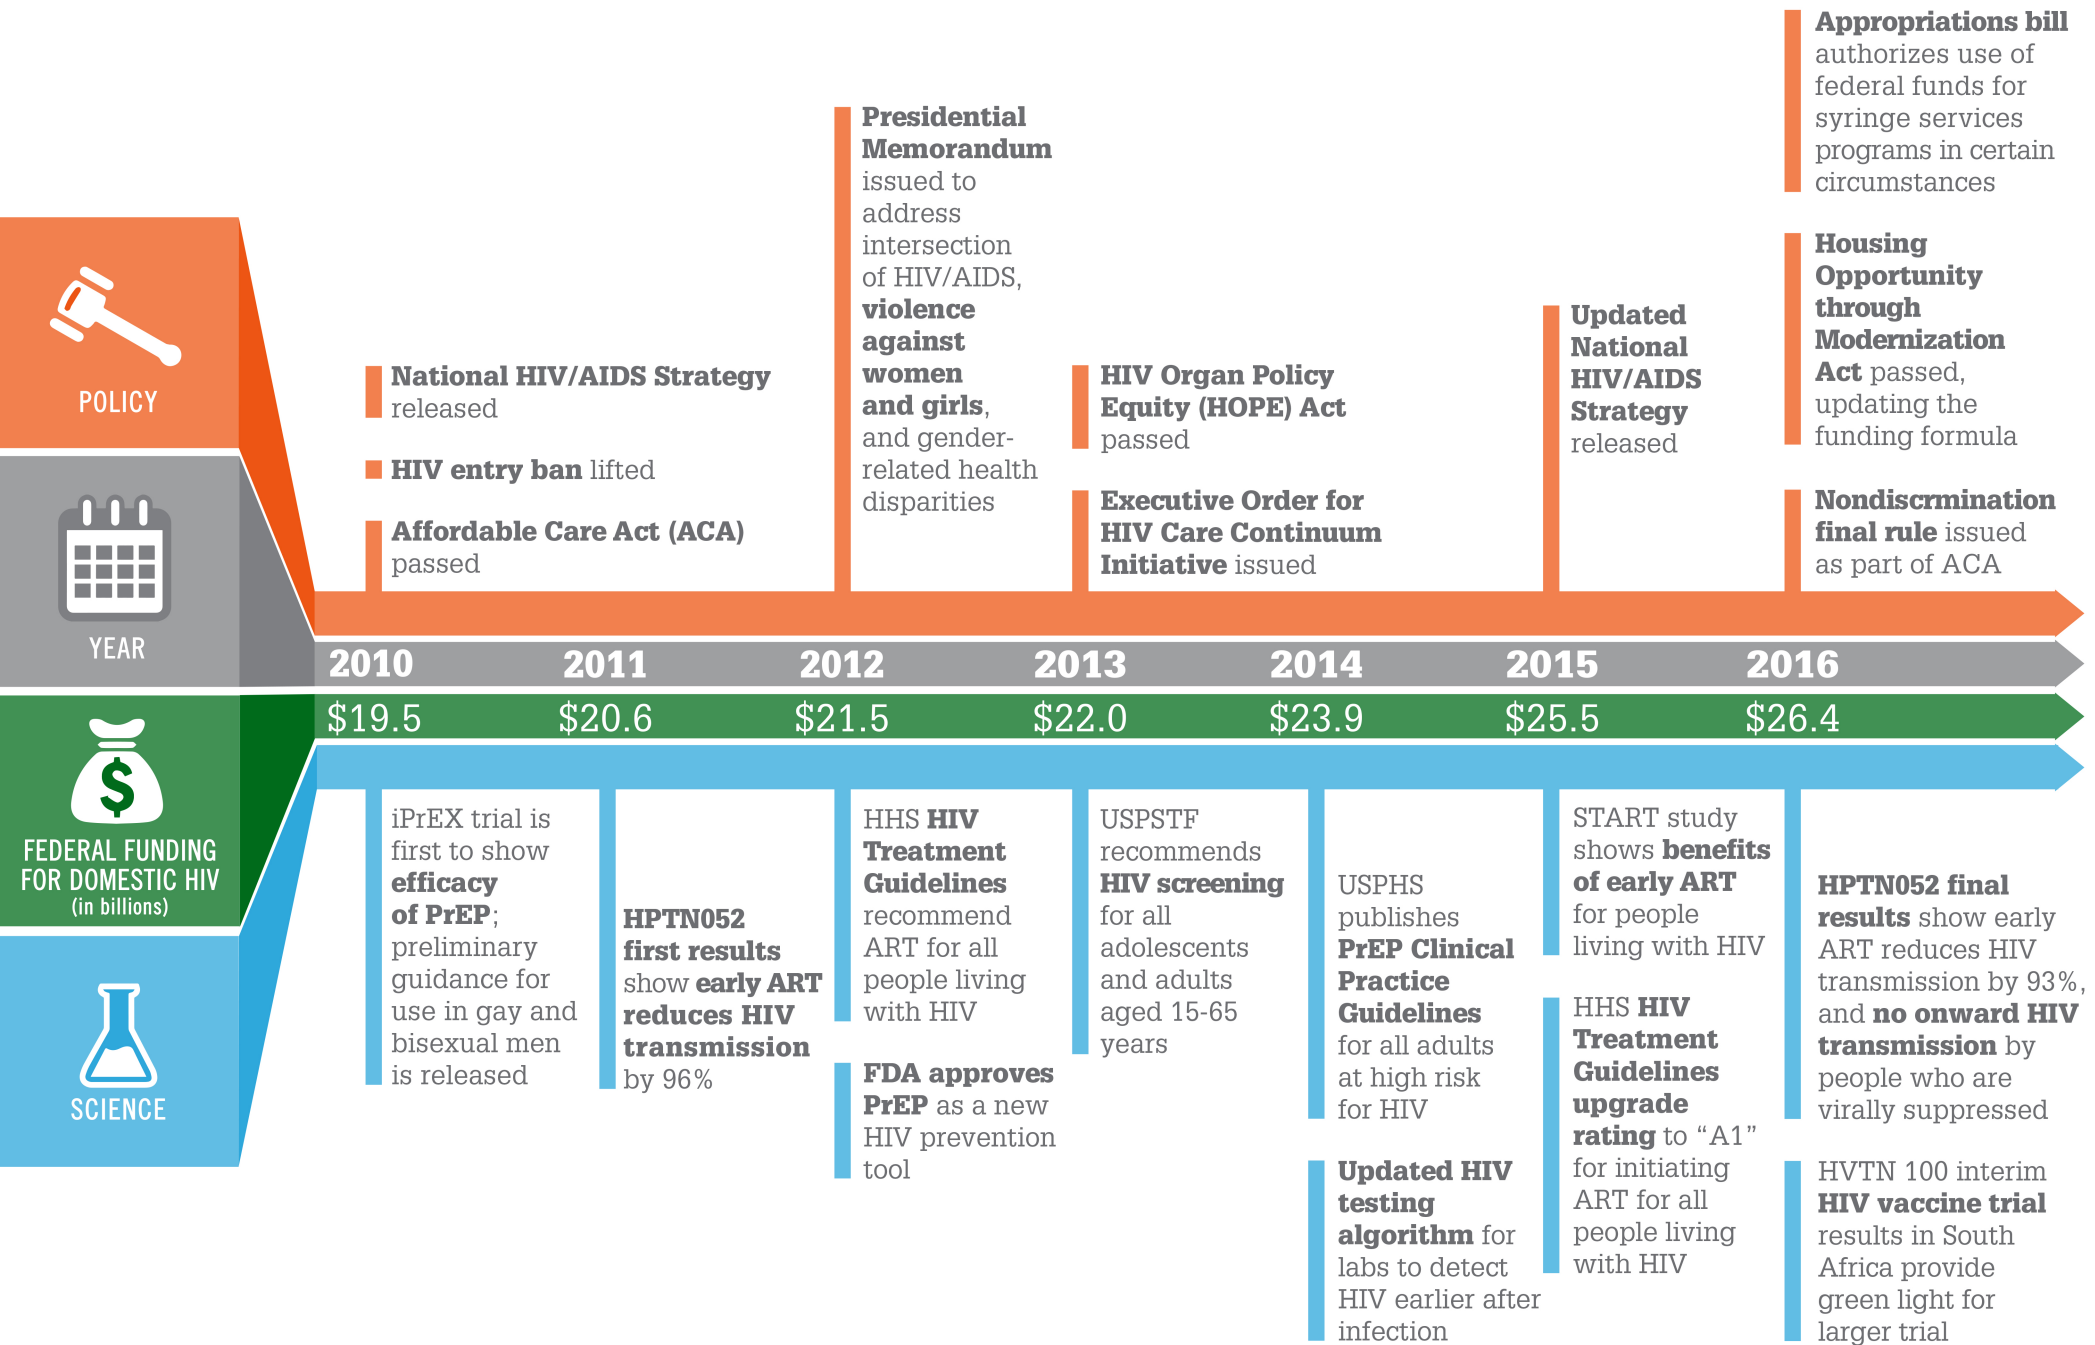 POLICY
YEAR
FEDERAL FUNDING
FOR DOMESTIC HIV
(in billions)
SCIENCE
National HIV/AIDS Strategy
released
HIV entry ban lifted
Affordable Care Act (ACA)
passed
Presidential
Memorandum
issued to
address
intersection
of HIV/AIDS,
violence
against
women
and girls,
and gender-
related health
disparities
HIV Organ Policy
Equity (HOPE) Act
passed
Executive Order for
HIV Care Continuum
Initiative issued
Updated
National
HIV/AIDS
Strategy
released
Appropriations bill
authorizes use of
federal funds for
syringe services
programs in certain
circumstances
Housing
Opportunity
through
Modernization
Act passed,
updating the
funding formula
Nondiscrmination
final rule issued
as part of ACA
2010 2011 2012 2013 2014 2015 2016
$19.5 $20.6 $21.5 $22.0 $23.9 $25.5 $26.4
iPrEX trial is
first to show
efficacy
of PrEP;
preliminary
guidance for
use in gay and
bisexual men
is released
HPTN052
first results
show early ART
reduces HIV
transmission
by 96%
HHS HIV
Treatment
Guidelines
recommend
ART for all
people living
with HIV
FDA approves
PrEP as a new
HIV prevention
tool
USPSTF
recommends
HIV screening
for all
adolescents
and adults
aged 15-65
years
USPHS
publishes
PrEP Clinical
Practice
Guidelines
for all adults
at high risk
for HIV
Updated HIV
testing
algorithm for
labs to detect
HIV earlier after
infection
START study
shows benefits
of early ART
for people
living with HIV
HHS HIV
Treatment
Guidelines
upgrade
rating to “A1”
for initiating
ART for all
people living
with HIV
HPTN052 final
results show early
ART reduces HIV
transmission by 93%,
and no onward HIV
transmission by
people who are
virally suppressed
HVTN 100 interim
HIV vaccine trial
results in South
Africa provide
green light for
larger trial